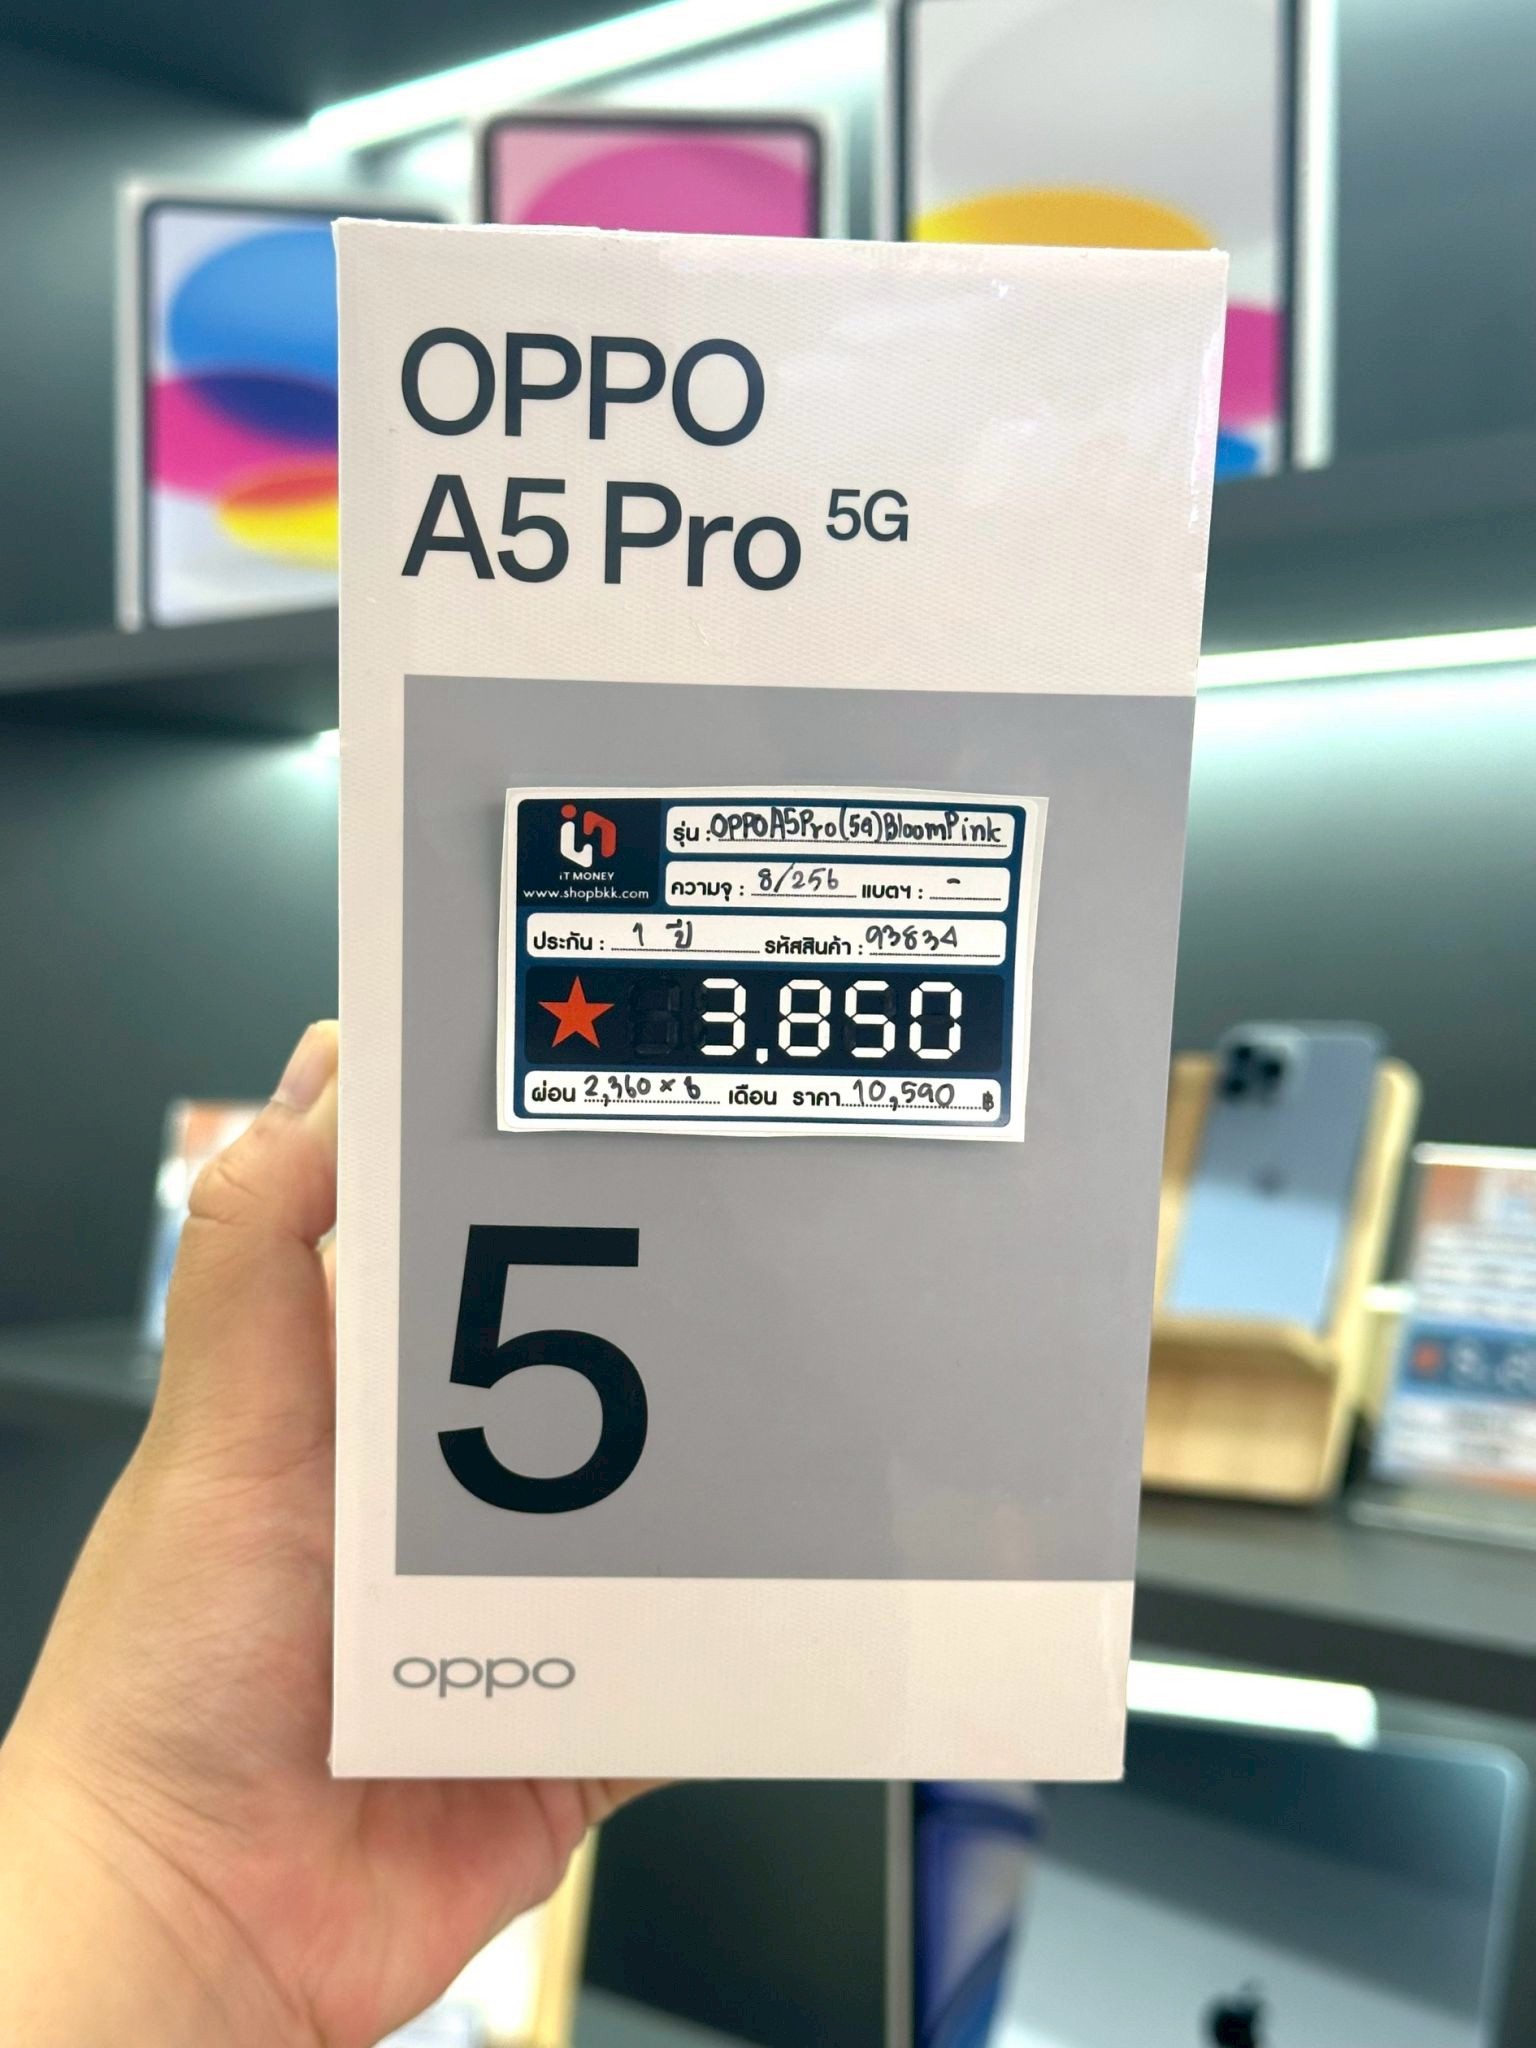 OPPO
A5 Pro 5G
iT MONEY
www.shopbkk.com
รุ่น : OPPO A5Pro(5G)BloomPink
ความจุ : 8/256 แบตฯ : -
ประกัน : 1 ปี รหัสสินค้า : 93834
3,850
ผ่อน 2,360 × 6 เดือน ราคา 10,590 ฿
5
oppo